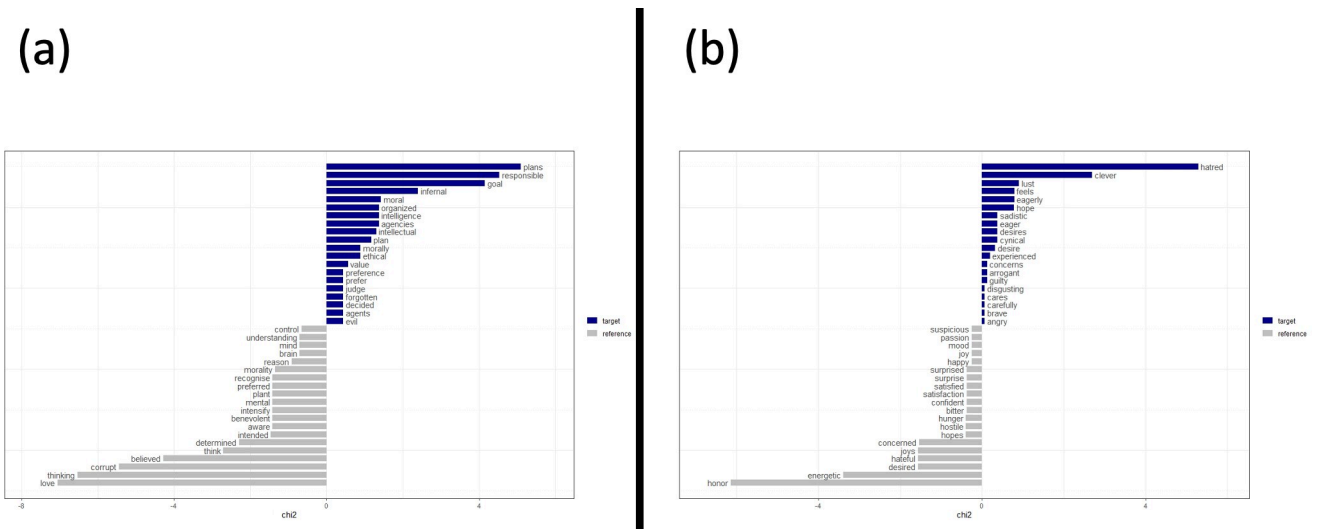 (a)
plans
responsible
goal
infernal
moral
organized
intelligence
agencies
intellectual
plan
morally
ethical
value
preference
prefer
judge
forgotten
decided
agents
evil
control
understanding
mind
brain
reason
morality
recognise
preferred
plant
mental
intensify
benevolent
aware
intended
determined
think
believed
corrupt
thinking
love
-8 -4 0 4
chi2
target
reference
(b)
hatred
clever
lust
feels
eagerly
hope
sadistic
eager
desires
cynical
desire
experienced
concerns
arrogant
guilty
disgusting
cares
carefully
brave
angry
suspicious
passion
mood
joy
happy
surprised
surprise
satisfied
satisfaction
confident
bitter
hunger
hostile
hopes
concerned
joys
hateful
desired
energetic
honor
-4 0 4
chi2
target
reference